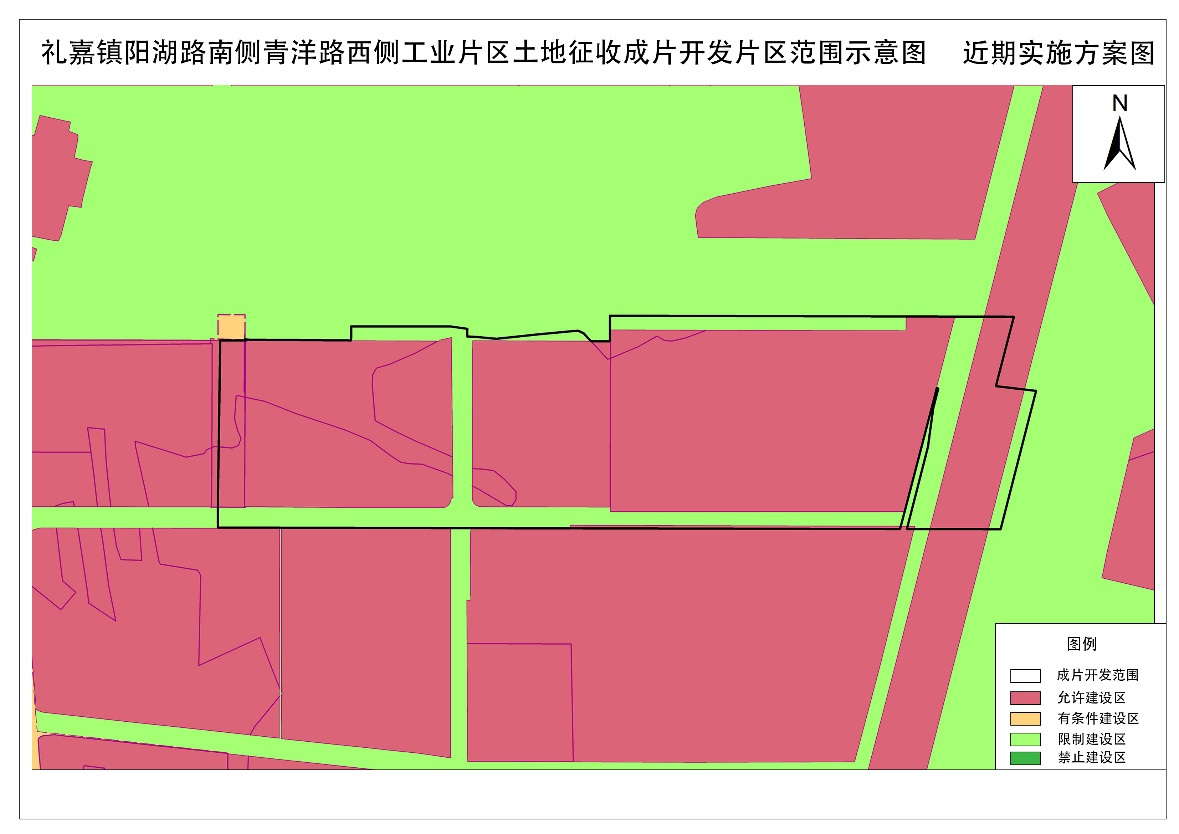 礼嘉镇阳湖路南侧青洋路西侧工业片区土地征收成片开发片区范围示意图 近期实施方案图
N
图例
成片开发范围
允许建设区
有条件建设区
限制建设区
禁止建设区